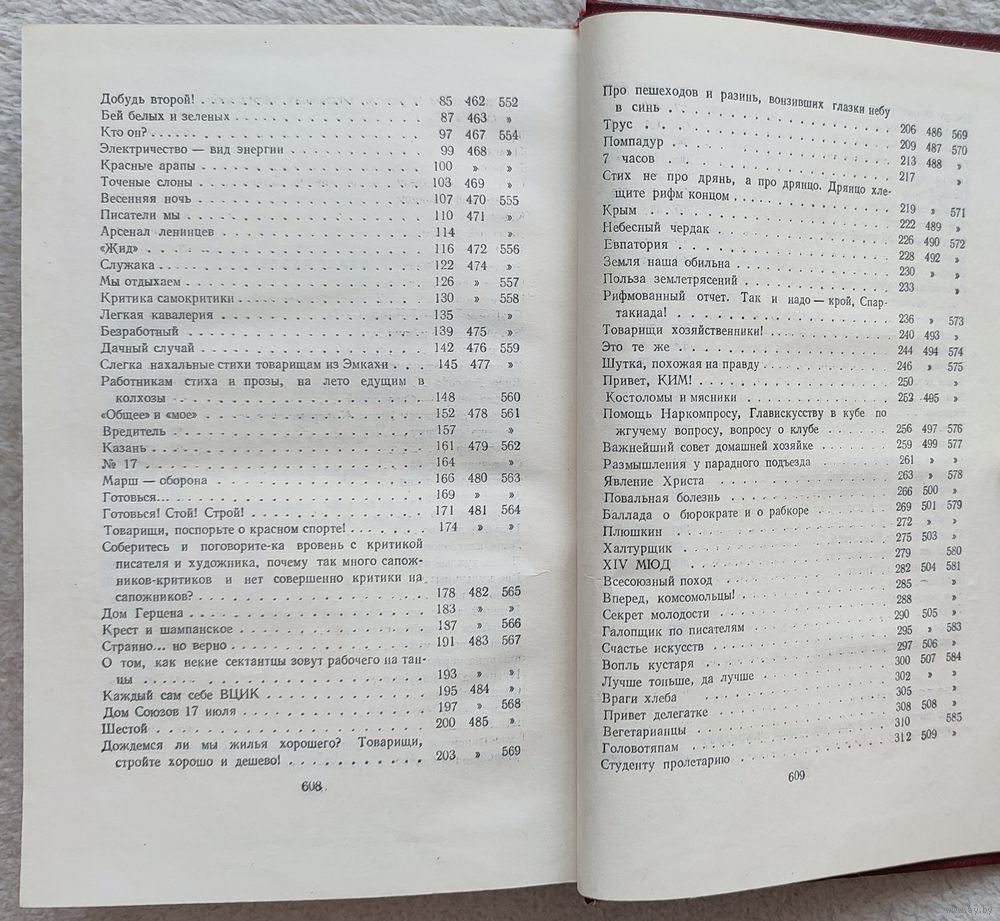 Добудь второй! . . . . . . . . . . . . . 85 462 552
Бей белых и зеленых . . . . . . . . . . . 87 463 »
Кто он? . . . . . . . . . . . . . . . . 97 467 554
Электричество — вид энергии . . . . . . . . 99 468 »
Красные арапы . . . . . . . . . . . . . 100 » »
Точеные слоны . . . . . . . . . . . . . 103 469 »
Весенняя ночь . . . . . . . . . . . . . 107 470 555
Писатели мы . . . . . . . . . . . . . . 110 471 »
Арсенал ленинцев . . . . . . . . . . . . 114 »
«Жид» . . . . . . . . . . . . . . . . 116 472 556
Служака . . . . . . . . . . . . . . . . 122 474 »
Мы отдыхаем . . . . . . . . . . . . . . 126 » 557
Критика самокритики . . . . . . . . . . . 130 » 558
Легкая кавалерия . . . . . . . . . . . . 135 »
Безработный . . . . . . . . . . . . . . 139 475 »
Дачный случай . . . . . . . . . . . . . 142 476 559
Слегка нахальные стихи товарищам из Эмкахи . . . 145 477 »
Работникам стиха и прозы, на лето едущим в
колхозы . . . . . . . . . . . . . . . 148 560
«Общее» и «мое» . . . . . . . . . . . . . 152 478 561
Вредитель . . . . . . . . . . . . . . . 157 »
Казань . . . . . . . . . . . . . . . . 161 479 562
№ 17 . . . . . . . . . . . . . . . . . 164 »
Марш — оборона . . . . . . . . . . . . . 166 480 563
Готовься... . . . . . . . . . . . . . . . 169 » »
Готовься! Стой! Строй! . . . . . . . . . . 171 481 564
Товарищи, поспорьте о красном спорте! . . . . . 174 » »
Соберитесь и поговорите-ка вровень с критикой
писателя и художника, почему так много сапож-
ников-критиков и нет совершенно критики на
сапожников? . . . . . . . . . . . . . 178 482 565
Дом Герцена . . . . . . . . . . . . . . 183 » »
Крест и шампанское . . . . . . . . . . . 187 » 566
Странно... но верно . . . . . . . . . . . 191 483 567
О том, как некие сектантцы зовут рабочего на тан-
цы . . . . . . . . . . . . . . . . . 193 » »
Каждый сам себе ВЦИК . . . . . . . . . . 195 484 »
Дом Союзов 17 июля . . . . . . . . . . . 197 » 568
Шестой . . . . . . . . . . . . . . . . 200 485 »
Дождемся ли мы жилья хорошего? Товарищи,
стройте хорошо и дешево! . . . . . . . . . 203 » 569
608
Про пешеходов и разинь, вонзивших глазки небу
в синь . . . . . . . . . . . . . . . 206 486 569
Трус . . . . . . . . . . . . . . . . . 209 487 570
Помпадур . . . . . . . . . . . . . . . 213 488 »
7 часов . . . . . . . . . . . . . . . . 217 »
Стих не про дрянь, а про дрянцо. Дрянцо хле-
щите рифм концом . . . . . . . . . . . 219 » 571
Крым . . . . . . . . . . . . . . . . . 222 489 »
Небесный чердак . . . . . . . . . . . . . 226 490 572
Евпатория . . . . . . . . . . . . . . . 228 492 »
Земля наша обильна . . . . . . . . . . . 230 » »
Польза землетрясений . . . . . . . . . . . 233 »
Рифмованный отчет. Так и надо — крой, Спар-
такиада! . . . . . . . . . . . . . . . 236 » 573
Товарищи хозяйственники! . . . . . . . . . 240 493 »
Это те же . . . . . . . . . . . . . . . 244 494 574
Шутка, похожая на правду . . . . . . . . . 246 » 575
Привет, КИМ! . . . . . . . . . . . . . . 250 »
Костоломы и мясники . . . . . . . . . . . 252 495 »
Помощь Наркомпросу, Главискусству в кубе по
жгучему вопросу, вопросу о клубе . . . . . . 256 497 576
Важнейший совет домашней хозяйке . . . . . . 259 499 577
Размышления у парадного подъезда . . . . . . 261 » »
Явление Христа . . . . . . . . . . . . . 263 » 578
Повальная болезнь . . . . . . . . . . . . 266 500 »
Баллада о бюрократе и о рабкоре . . . . . . . 269 501 579
Плюшкин . . . . . . . . . . . . . . . . 272 » »
Халтурщик . . . . . . . . . . . . . . . 275 503 »
XIV МЮД . . . . . . . . . . . . . . . 279 580
Всесоюзный поход . . . . . . . . . . . . 282 504 581
Вперед, комсомольцы! . . . . . . . . . . . 285 »
Секрет молодости . . . . . . . . . . . . 288 »
Галопщик по писателям . . . . . . . . . . 290 505 »
Счастье искусств . . . . . . . . . . . . . 295 » 583
Вопль кустаря . . . . . . . . . . . . . . 297 506 »
Лучше тоньше, да лучше . . . . . . . . . . 300 507 584
Враги хлеба . . . . . . . . . . . . . . 302 » »
Привет делегатке . . . . . . . . . . . . . 305 »
Вегетарианцы . . . . . . . . . . . . . . 308 508 »
Головотяпам . . . . . . . . . . . . . . 310 585
Студенту пролетарию . . . . . . . . . . . 312 509 »
609
www.ay.by